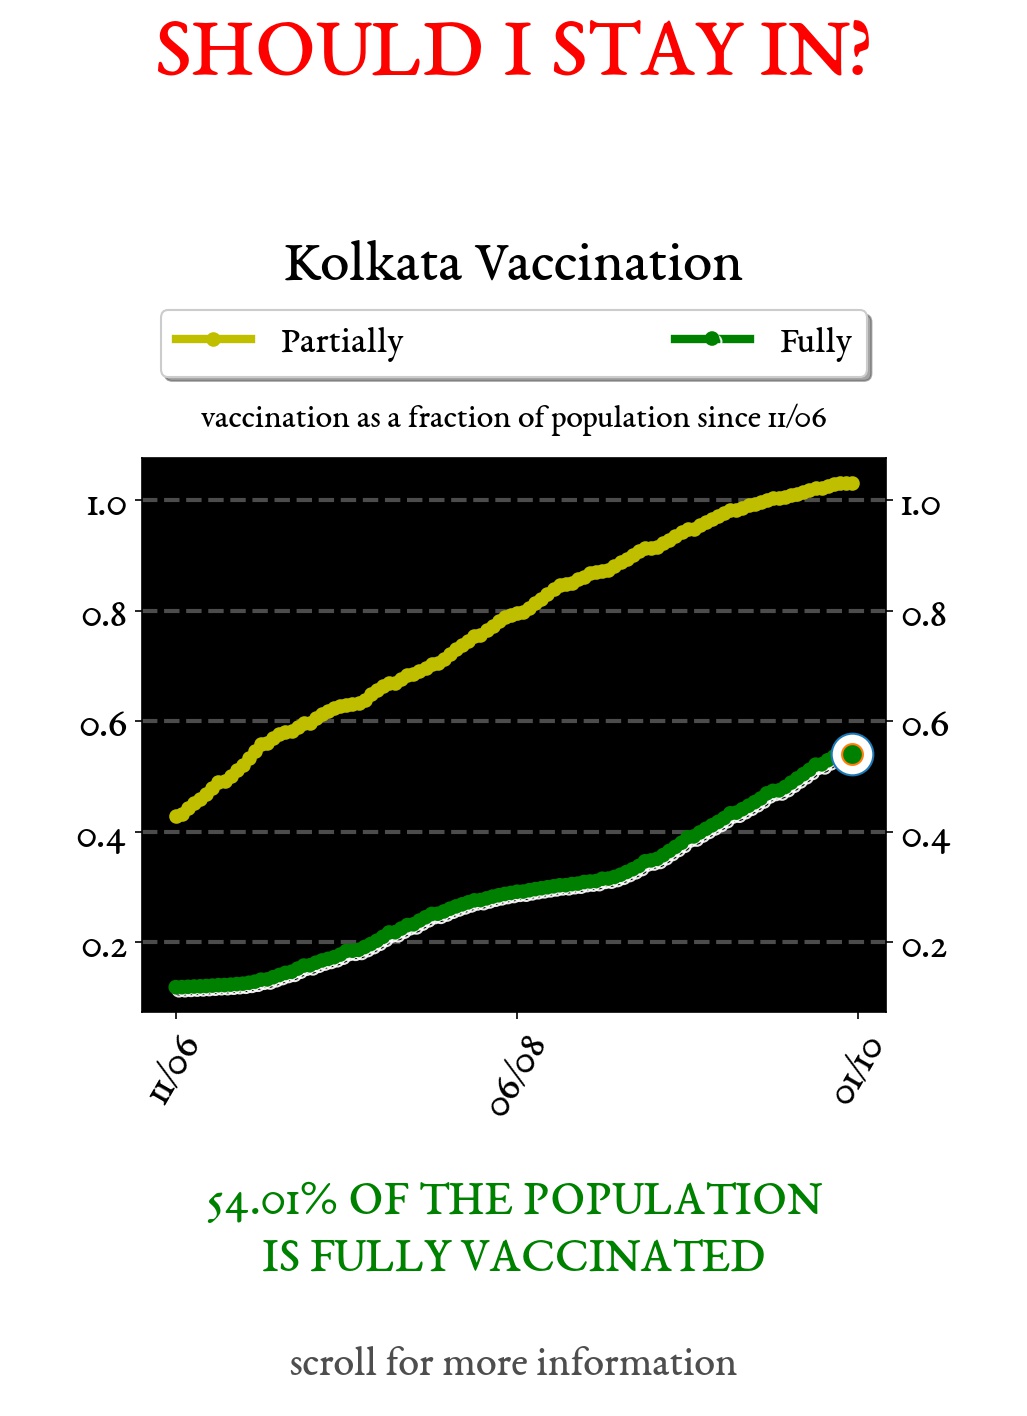 SHOULD I STAY IN?
Kolkata Vaccination
Partially Fully
vaccination as a fraction of population since 11/06
1.0 1.0
0.8 0.8
0.6 0.6
0.4 0.4
0.2 0.2
11/06 06/08 01/10
54.01% OF THE POPULATION
IS FULLY VACCINATED
scroll for more information